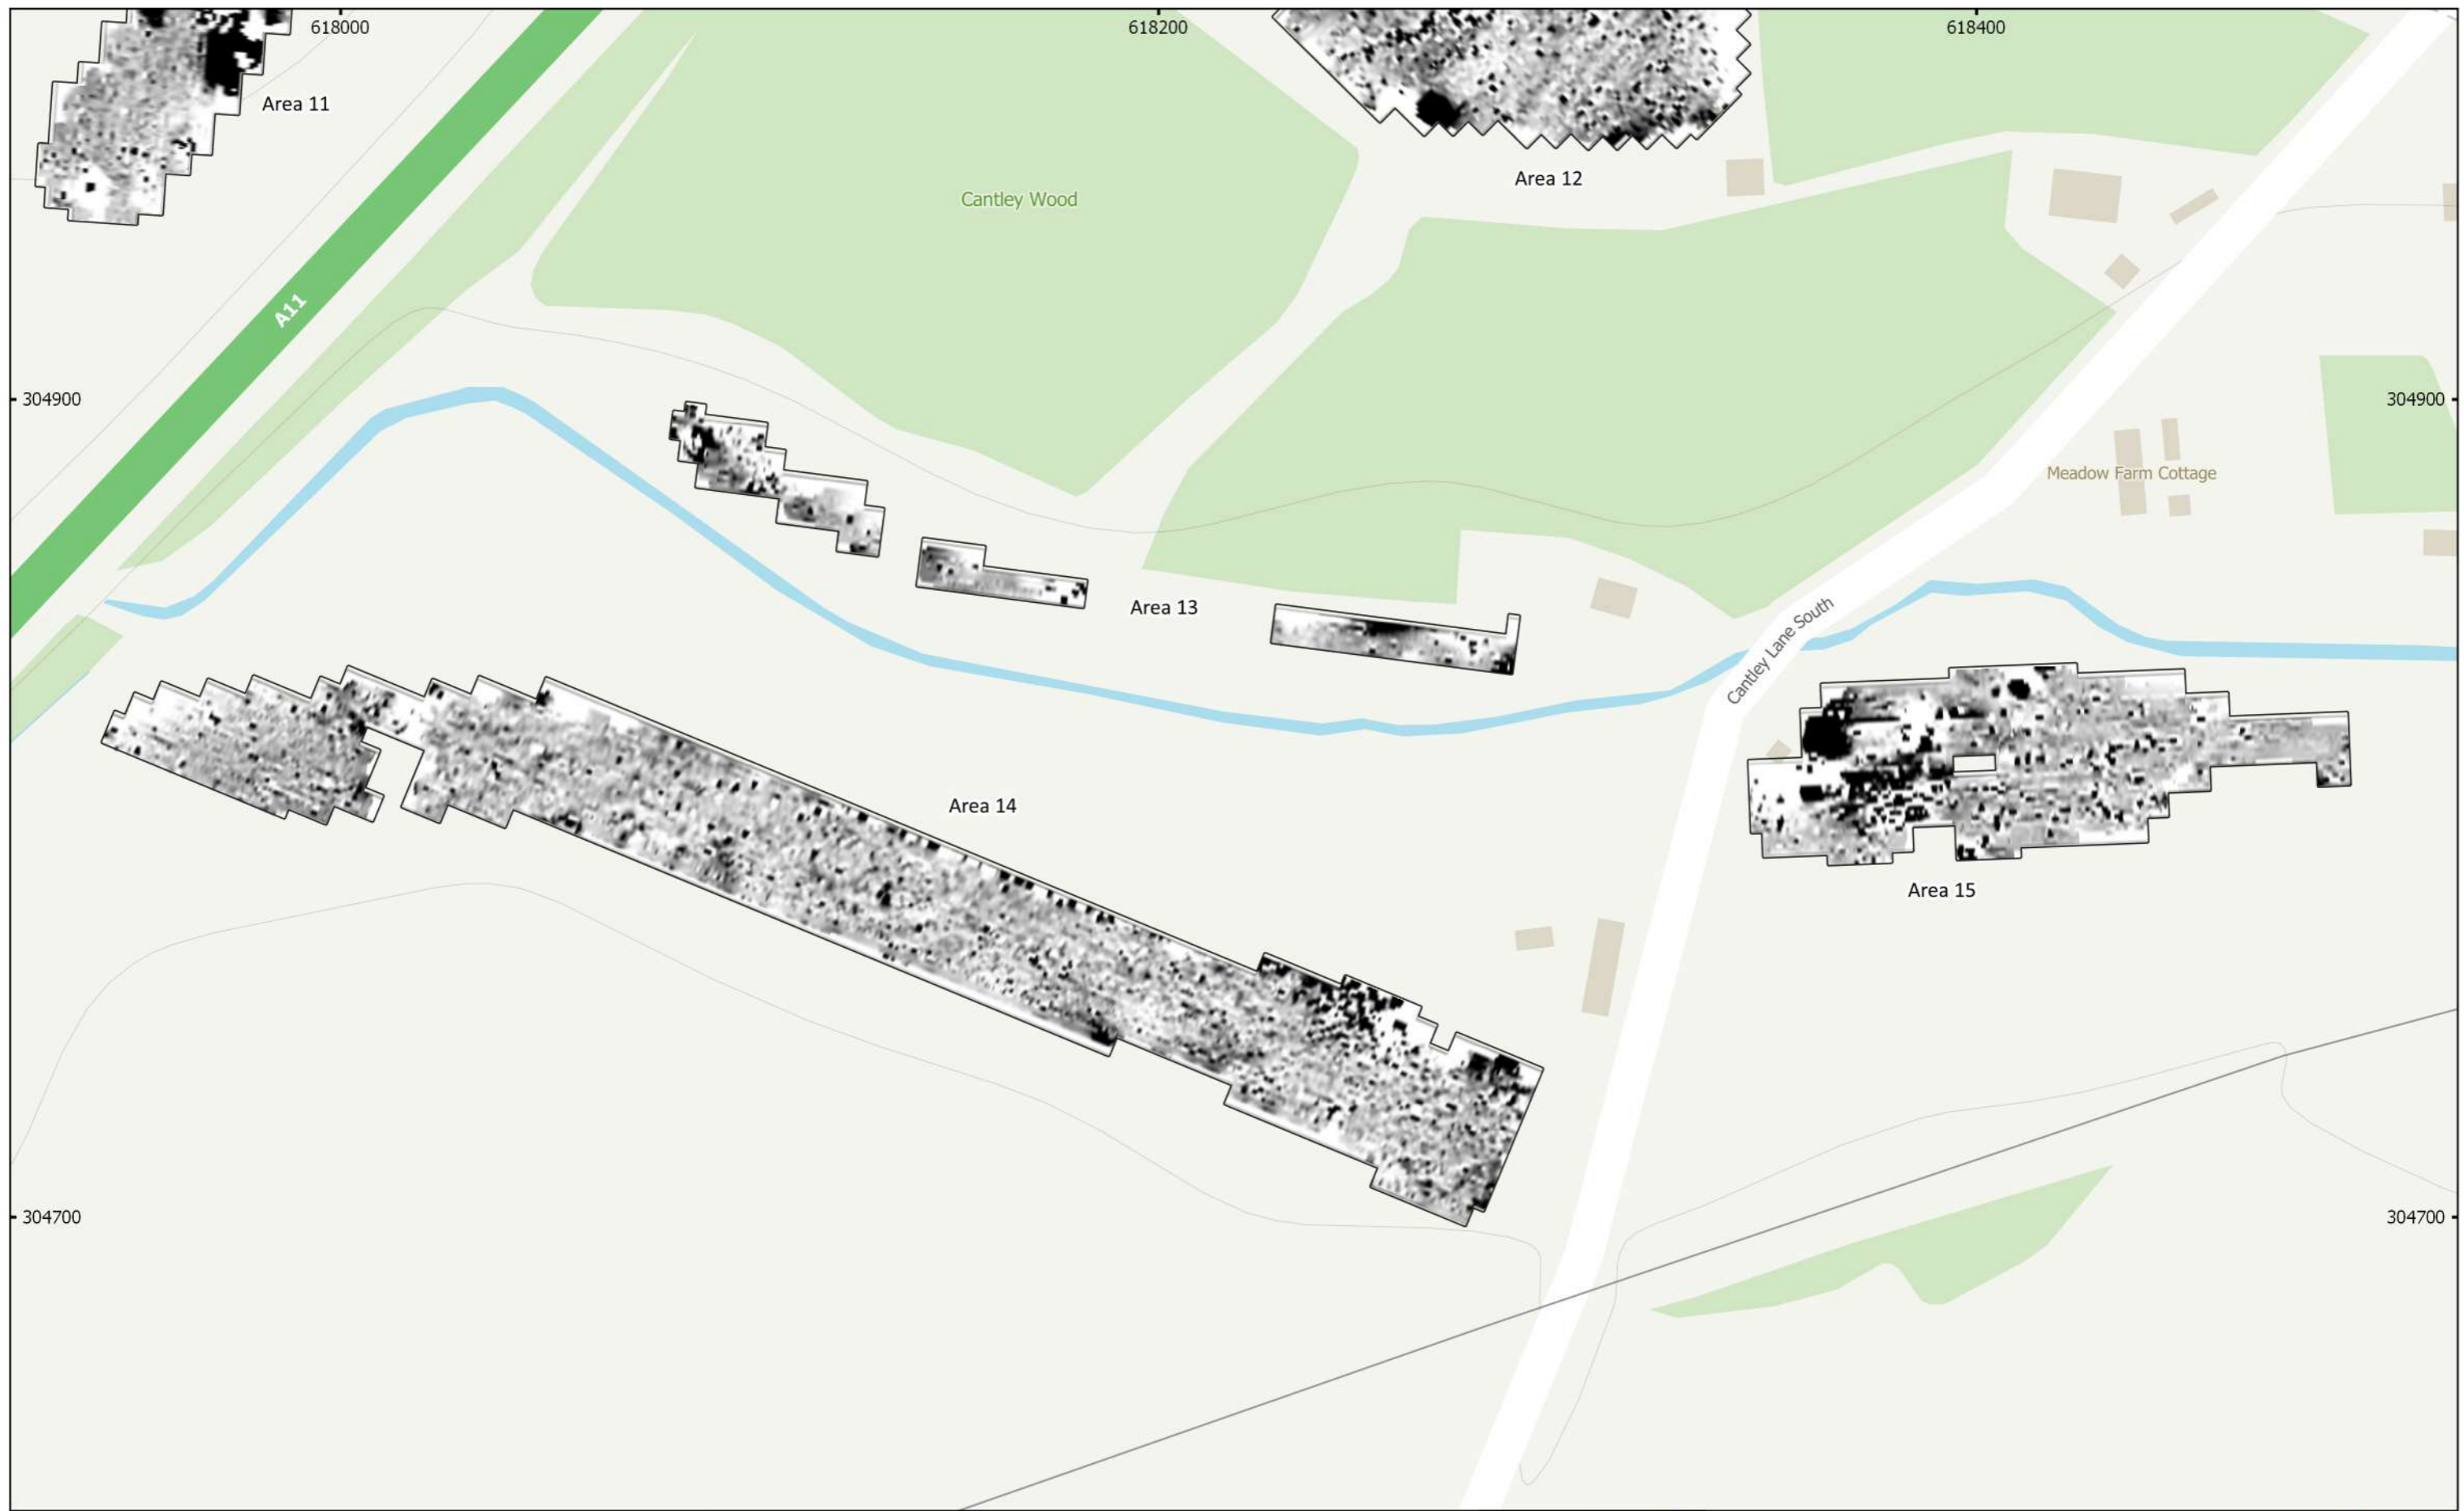 618000
618200
618400
Area 11
Area 12
Cantley Wood
A11
304900
304900
Meadow Farm Cottage
Area 13
Cantley Lane South
Area 14
Area 15
304700
304700